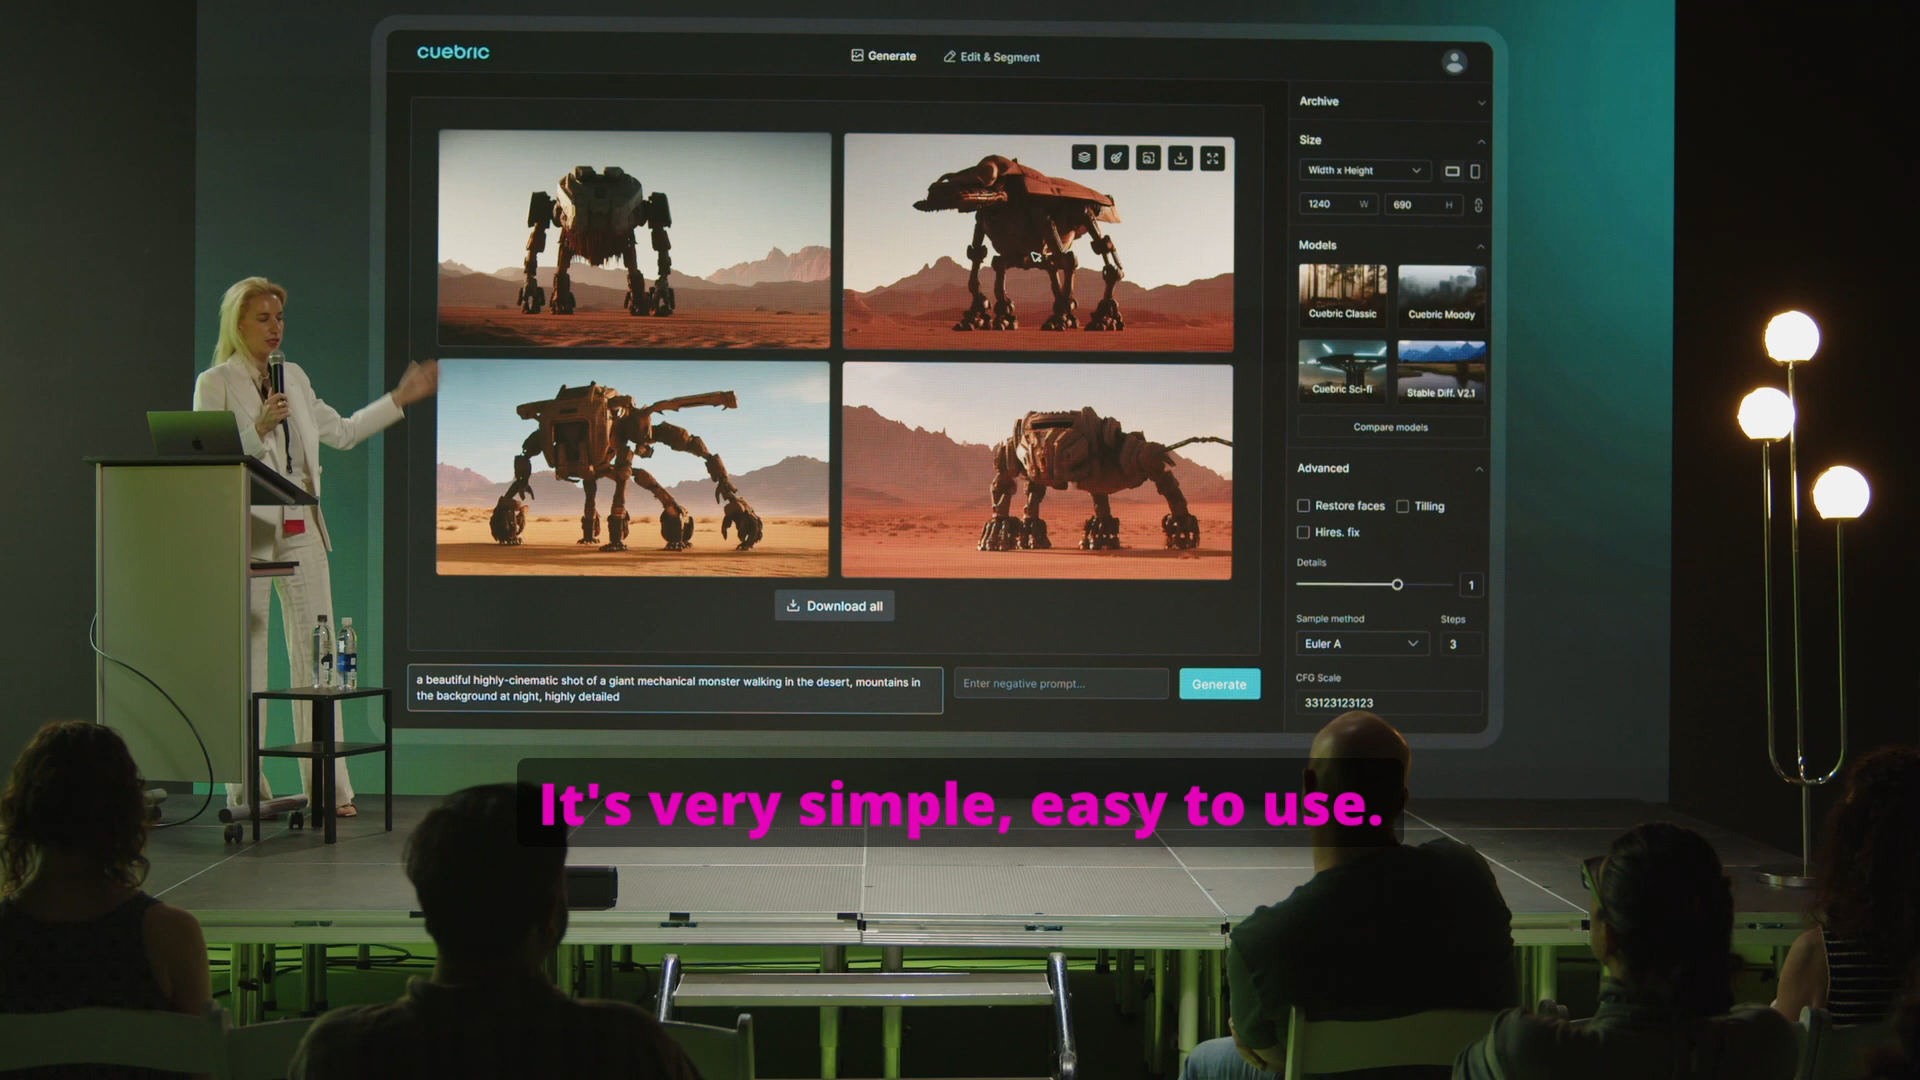 cuebric
Generate
Edit & Segment
Archive
Size
Width x Height
1240 W
690 H
Models
Cuebric Classic
Cuebric Moody
Cuebric Sci-fi
Stable Diff. V2.1
Compare models
Advanced
Restore faces
Tilling
Hires. fix
Details
1
Sample method
Steps
Euler A
3
CFG Scale
33123123123
Download all
a beautiful highly-cinematic shot of a giant mechanical monster walking in the desert, mountains in
the background at night, highly detailed
Enter negative prompt...
Generate
It's very simple, easy to use.